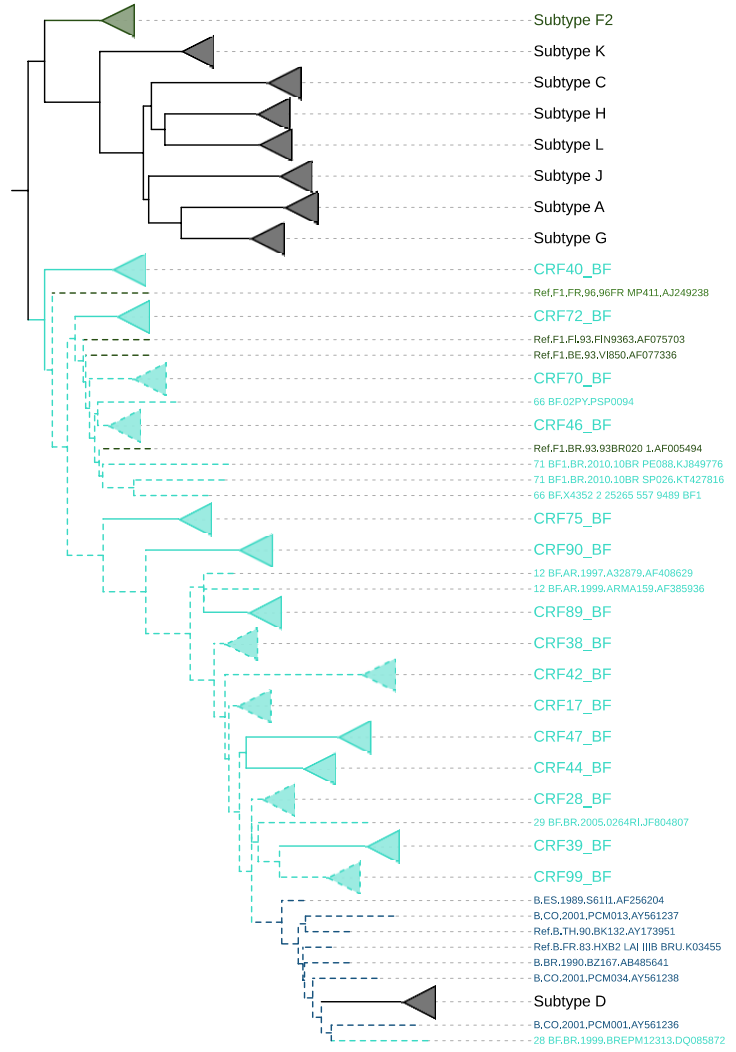 Subtype F2
Subtype K
Subtype C
Subtype H
Subtype L
Subtype J
Subtype A
Subtype G
CRF40_BF
Ref.F1.FR.96.96FR MP411.AJ249238
CRF72_BF
Ref.F1.FI.93.FIN9363.AF075703
Ref.F1.BE.93.VI850.AF077336
CRF70_BF
66 BF.02PY.PSP0094
CRF46_BF
Ref.F1.BR.93.93BR020 1.AF005494
71 BF1.BR.2010.10BR PE088.KJ849776
71 BF1.BR.2010.10BR SP026.KT427816
66 BF.X4352 2 25265 557 9489 BF1
CRF75_BF
CRF90_BF
12 BF.AR.1997.A32879.AF408629
12 BF.AR.1999.ARMA159.AF385936
CRF89_BF
CRF38_BF
CRF42_BF
CRF17_BF
CRF47_BF
CRF44_BF
CRF28_BF
29 BF.BR.2005.0264RI.JF804807
CRF39_BF
CRF99_BF
B.ES.1989.S61I1.AF256204
B.CO.2001.PCM013.AY561237
Ref.B.TH.90.BK132.AY173951
Ref.B.FR.83.HXB2 LAI IIIB BRU.K03455
B.BR.1990.BZ167.AB485641
B.CO.2001.PCM034.AY561238
Subtype D
B.CO.2001.PCM001.AY561236
28 BF.BR.1999.BREPM12313.DQ085872